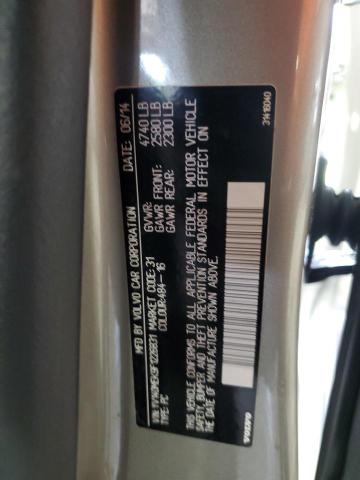 MFD BY VOLVO CAR CORPORATION DATE: 06/14
GVWR: 4740 LB
GAWR FRONT: 2580 LB
GAWR REAR: 2300 LB
MARKET CODE: 31
COLOUR: 484-16
TYPE: PC
THIS VEHICLE CONFORMS TO ALL APPLICABLE FEDERAL MOTOR VEHICLE
SAFETY, BUMPER AND THEFT PREVENTION STANDARDS IN EFFECT ON
THE DATE OF MANUFACTURE SHOWN ABOVE.
VOLVO
31416040